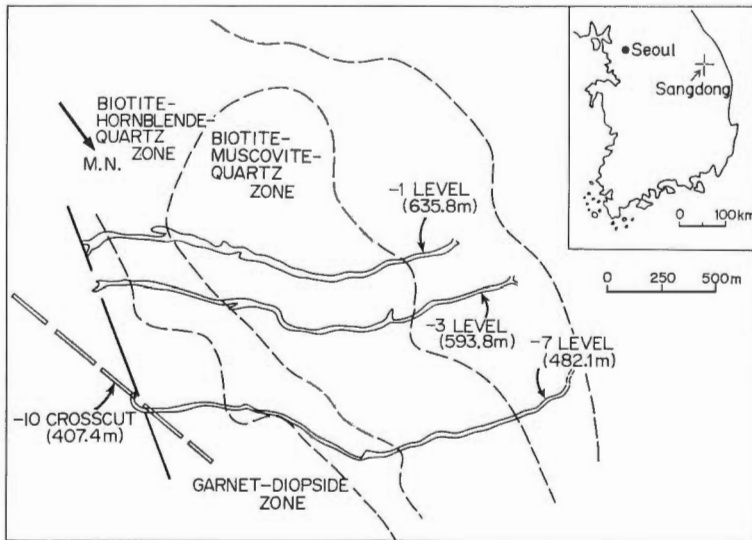 BIOTITE-
HORNBLENDE-
QUARTZ
ZONE
M.N.
BIOTITE-
MUSCOVITE-
QUARTZ
ZONE
-1 LEVEL
(635.8m)
-3 LEVEL
(593.8m)
-7 LEVEL
(482.1m)
-10 CROSSCUT
(407.4m)
GARNET-DIOPSIDE
ZONE
Seoul
Sangdong
0 100km
0 250 500m